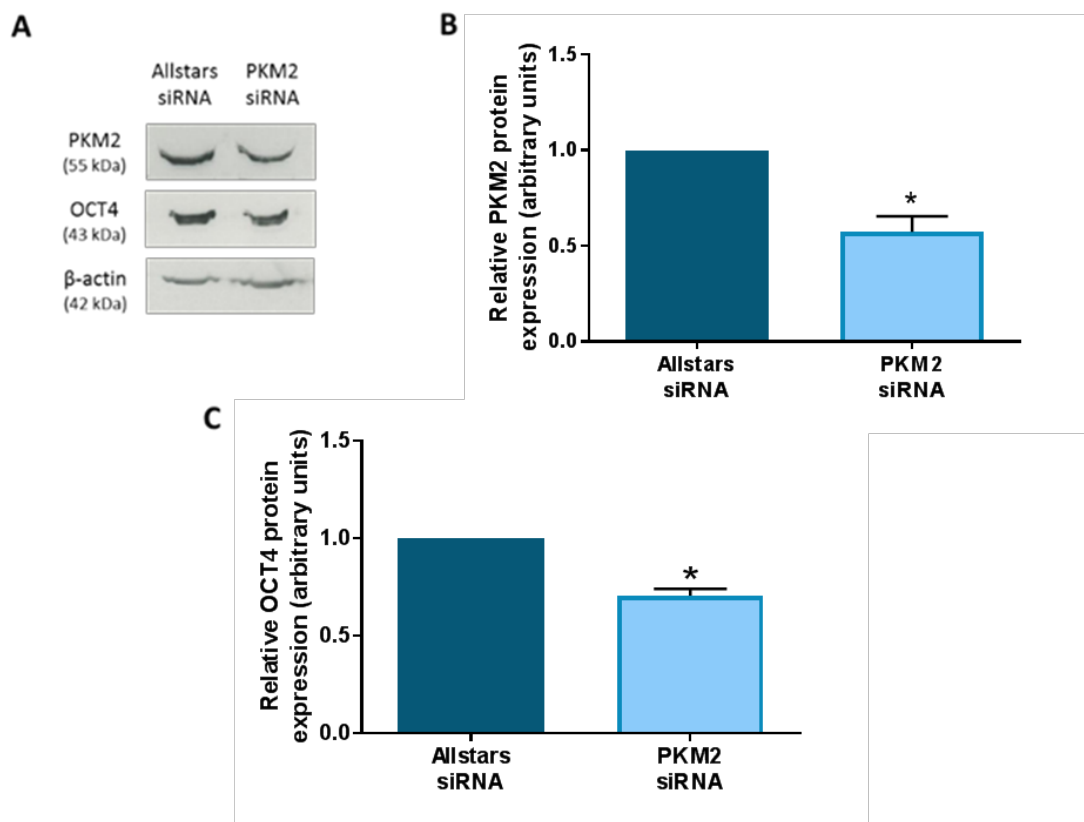 A
Allstars
siRNA
PKM2
siRNA
PKM2
(55 kDa)
OCT4
(43 kDa)
β-actin
(42 kDa)
B
Relative PKM2 protein
expression (arbitrary units)
1.5
1.0
0.5
0.0
*
Allstars
siRNA
PKM2
siRNA
C
Relative OCT4 protein
expression (arbitrary units)
1.5
1.0
0.5
0.0
*
Allstars
siRNA
PKM2
siRNA